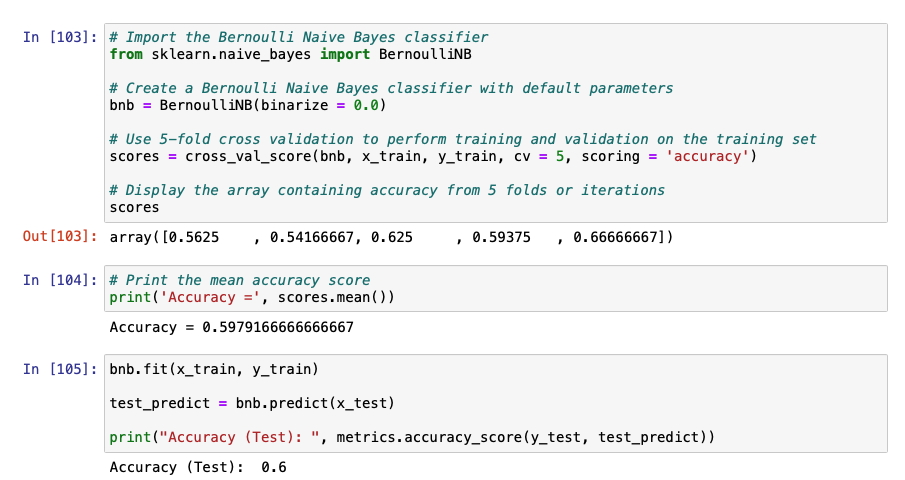 In [103]: # Import the Bernoulli Naive Bayes classifier
from sklearn.naive_bayes import BernoulliNB
# Create a Bernoulli Naive Bayes classifier with default parameters
bnb = BernoulliNB(binarize = 0.0)
# Use 5-fold cross validation to perform training and validation on the training set
scores = cross_val_score(bnb, x_train, y_train, cv = 5, scoring = 'accuracy')
# Display the array containing accuracy from 5 folds or iterations
scores
Out[103]: array([0.5625    , 0.54166667, 0.625     , 0.59375   , 0.66666667])
In [104]: # Print the mean accuracy score
print('Accuracy =', scores.mean())
Accuracy = 0.5979166666666667
In [105]: bnb.fit(x_train, y_train)
test_predict = bnb.predict(x_test)
print("Accuracy (Test): ", metrics.accuracy_score(y_test, test_predict))
Accuracy (Test):  0.6